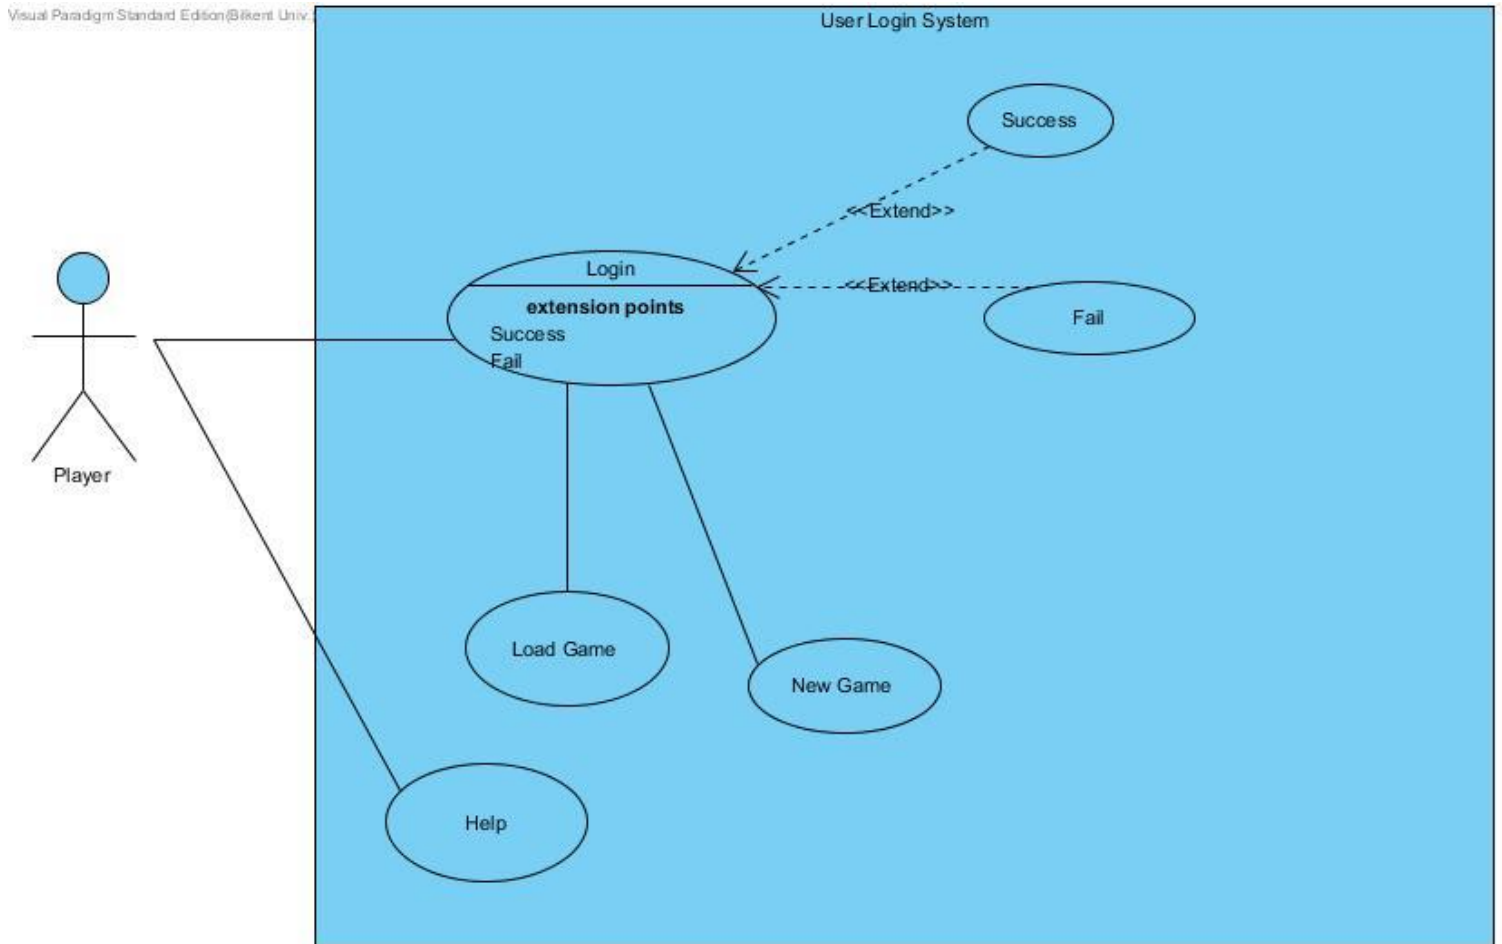 Visual Paradigm Standard Edition(Bilkent Univ.)
User Login System
Success
<<Extend>>
Login
<<Extend>>
extension points
Success
Fail
Fail
Player
Load Game
New Game
Help